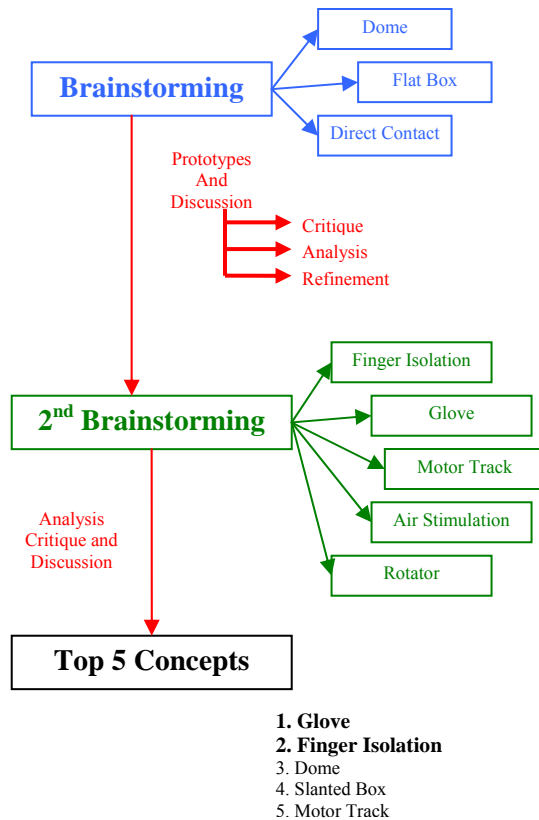 Dome
Brainstorming
Flat Box
Direct Contact
Prototypes
And
Discussion
Critique
Analysis
Refinement
Finger Isolation
2nd Brainstorming
Glove
Motor Track
Analysis
Critique and
Discussion
Air Stimulation
Rotator
Top 5 Concepts
1. Glove
2. Finger Isolation
3. Dome
4. Slanted Box
5. Motor Track